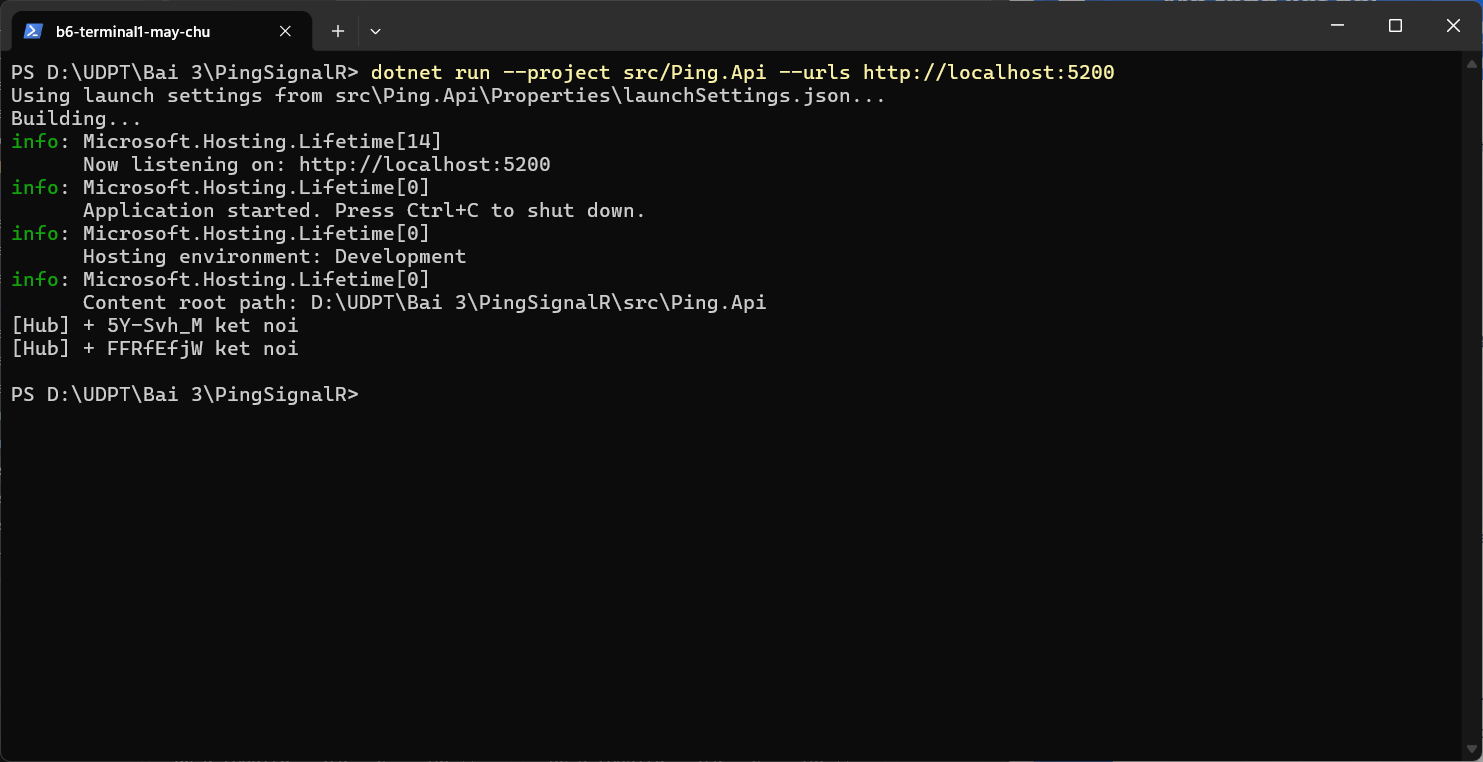 b6-terminal1-may-chu
PS D:\UDPT\Bai 3\PingSignalR> dotnet run --project src/Ping.Api --urls http://localhost:5200
Using launch settings from src\Ping.Api\Properties\launchSettings.json...
Building...
info: Microsoft.Hosting.Lifetime[14]
      Now listening on: http://localhost:5200
info: Microsoft.Hosting.Lifetime[0]
      Application started. Press Ctrl+C to shut down.
info: Microsoft.Hosting.Lifetime[0]
      Hosting environment: Development
info: Microsoft.Hosting.Lifetime[0]
      Content root path: D:\UDPT\Bai 3\PingSignalR\src\Ping.Api
[Hub] + 5Y-Svh_M ket noi
[Hub] + FFRfEfjW ket noi
PS D:\UDPT\Bai 3\PingSignalR>